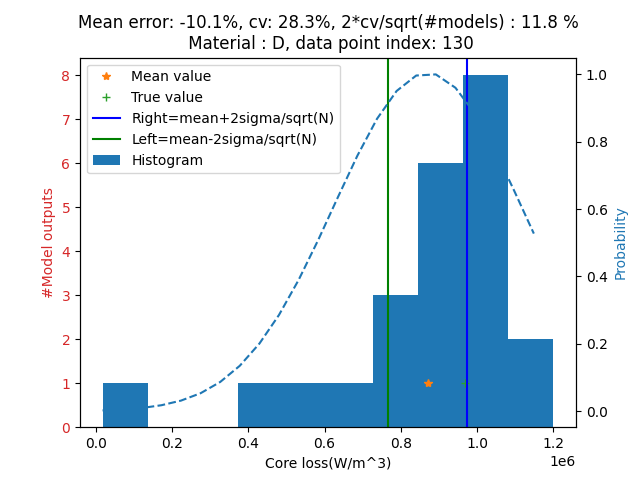 Mean error: -10.1%, cv: 28.3%, 2*cv/sqrt(#models) : 11.8 %
Material : D, data point index: 130
Mean value
True value
Right=mean+2sigma/sqrt(N)
Left=mean-2sigma/sqrt(N)
Histogram
#Model outputs
8
7
6
5
4
3
2
1
0
0.0 0.2 0.4 0.6 0.8 1.0 1.2
1e6
Core loss(W/m^3)
1.0
0.8
0.6
0.4
0.2
0.0
Probability